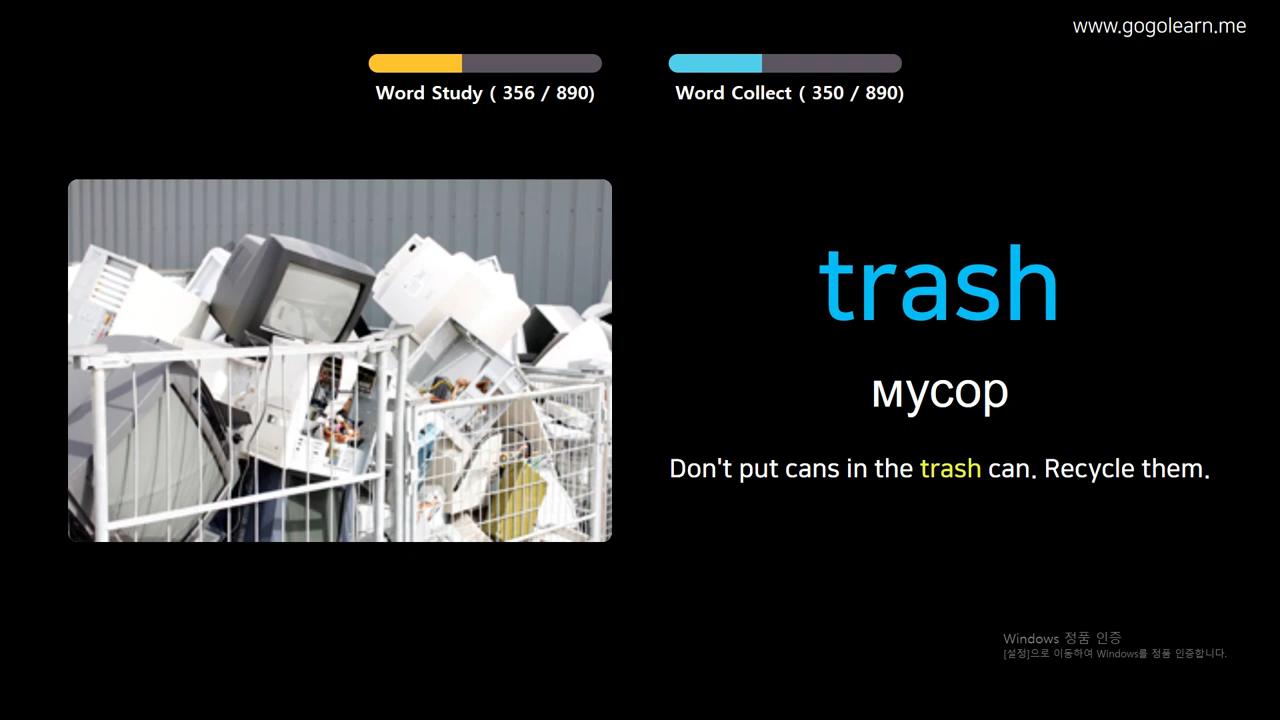 www.gogolearn.me
Word Study ( 356 / 890)
Word Collect ( 350 / 890)
trash
мусор
Don't put cans in the trash can. Recycle them.
Windows 정품 인증
[설정]으로 이동하여 Windows를 정품 인증합니다.